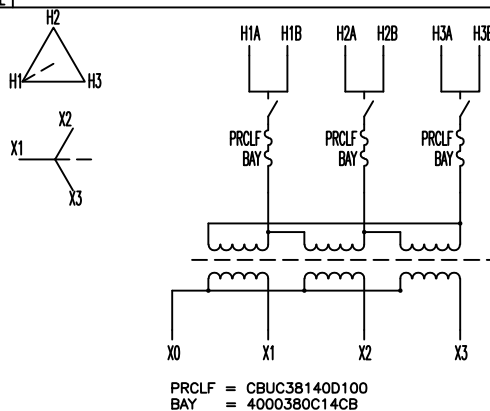 H2
H1 H3
X2
X1
X3
H1A H1B H2A H2B H3A H3B
PRCLF PRCLF PRCLF
BAY BAY BAY
X0 X1 X2 X3
PRCLF = CBUC38140D100
BAY = 4000380C14CB